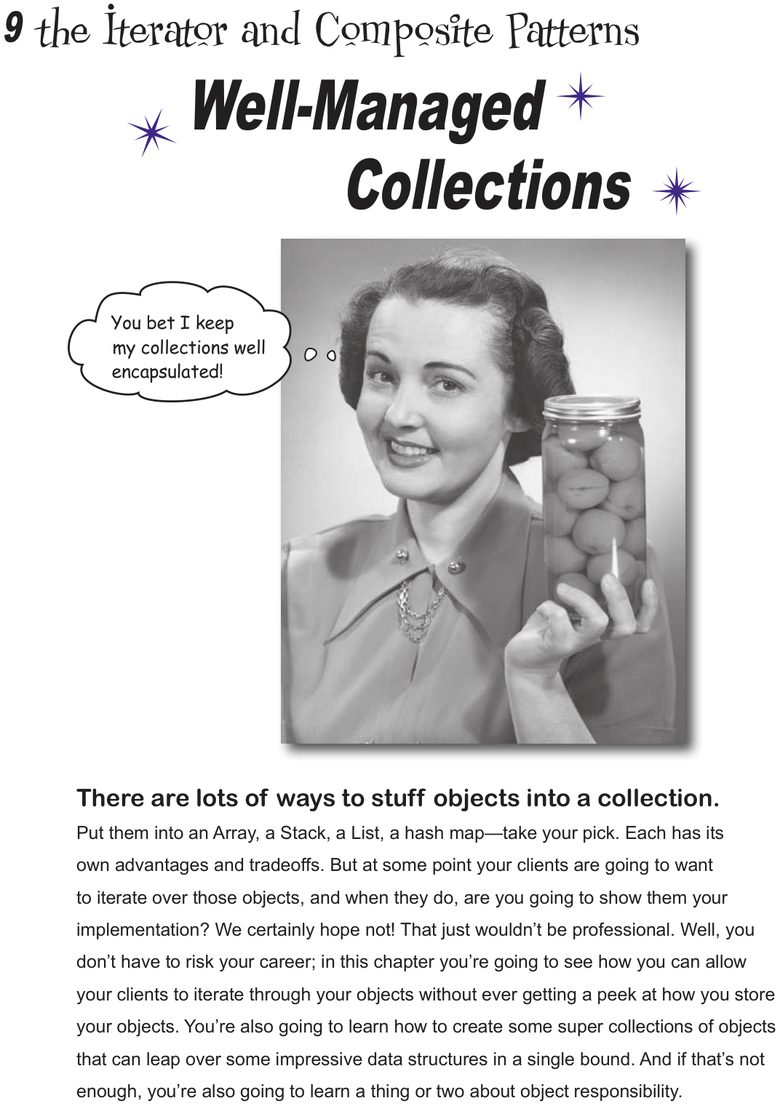 9 the Iterator and Composite Patterns
Well-Managed
Collections
You bet I keep
my collections well
encapsulated!
There are lots of ways to stuff objects into a collection.
Put them into an Array, a Stack, a List, a hash map—take your pick. Each has its
own advantages and tradeoffs. But at some point your clients are going to want
to iterate over those objects, and when they do, are you going to show them your
implementation? We certainly hope not! That just wouldn’t be professional. Well, you
don’t have to risk your career; in this chapter you’re going to see how you can allow
your clients to iterate through your objects without ever getting a peek at how you store
your objects. You’re also going to learn how to create some super collections of objects
that can leap over some impressive data structures in a single bound. And if that’s not
enough, you’re also going to learn a thing or two about object responsibility.